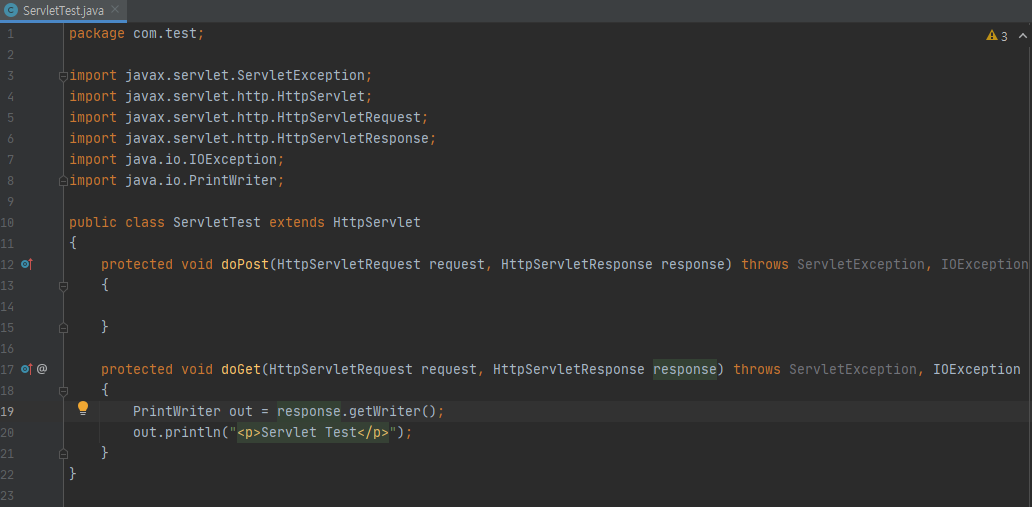 ServletTest.java
1 package com.test;
3
2
3 import javax.servlet.ServletException;
4 import javax.servlet.http.HttpServlet;
5 import javax.servlet.http.HttpServletRequest;
6 import javax.servlet.http.HttpServletResponse;
7 import java.io.IOException;
8 import java.io.PrintWriter;
9
10 public class ServletTest extends HttpServlet
11 {
12     protected void doPost(HttpServletRequest request, HttpServletResponse response) throws ServletException, IOException
13     {
14
15     }
16
17 @     protected void doGet(HttpServletRequest request, HttpServletResponse response) throws ServletException, IOException
18     {
19         PrintWriter out = response.getWriter();
20         out.println("<p>Servlet Test</p>");
21     }
22 }
23